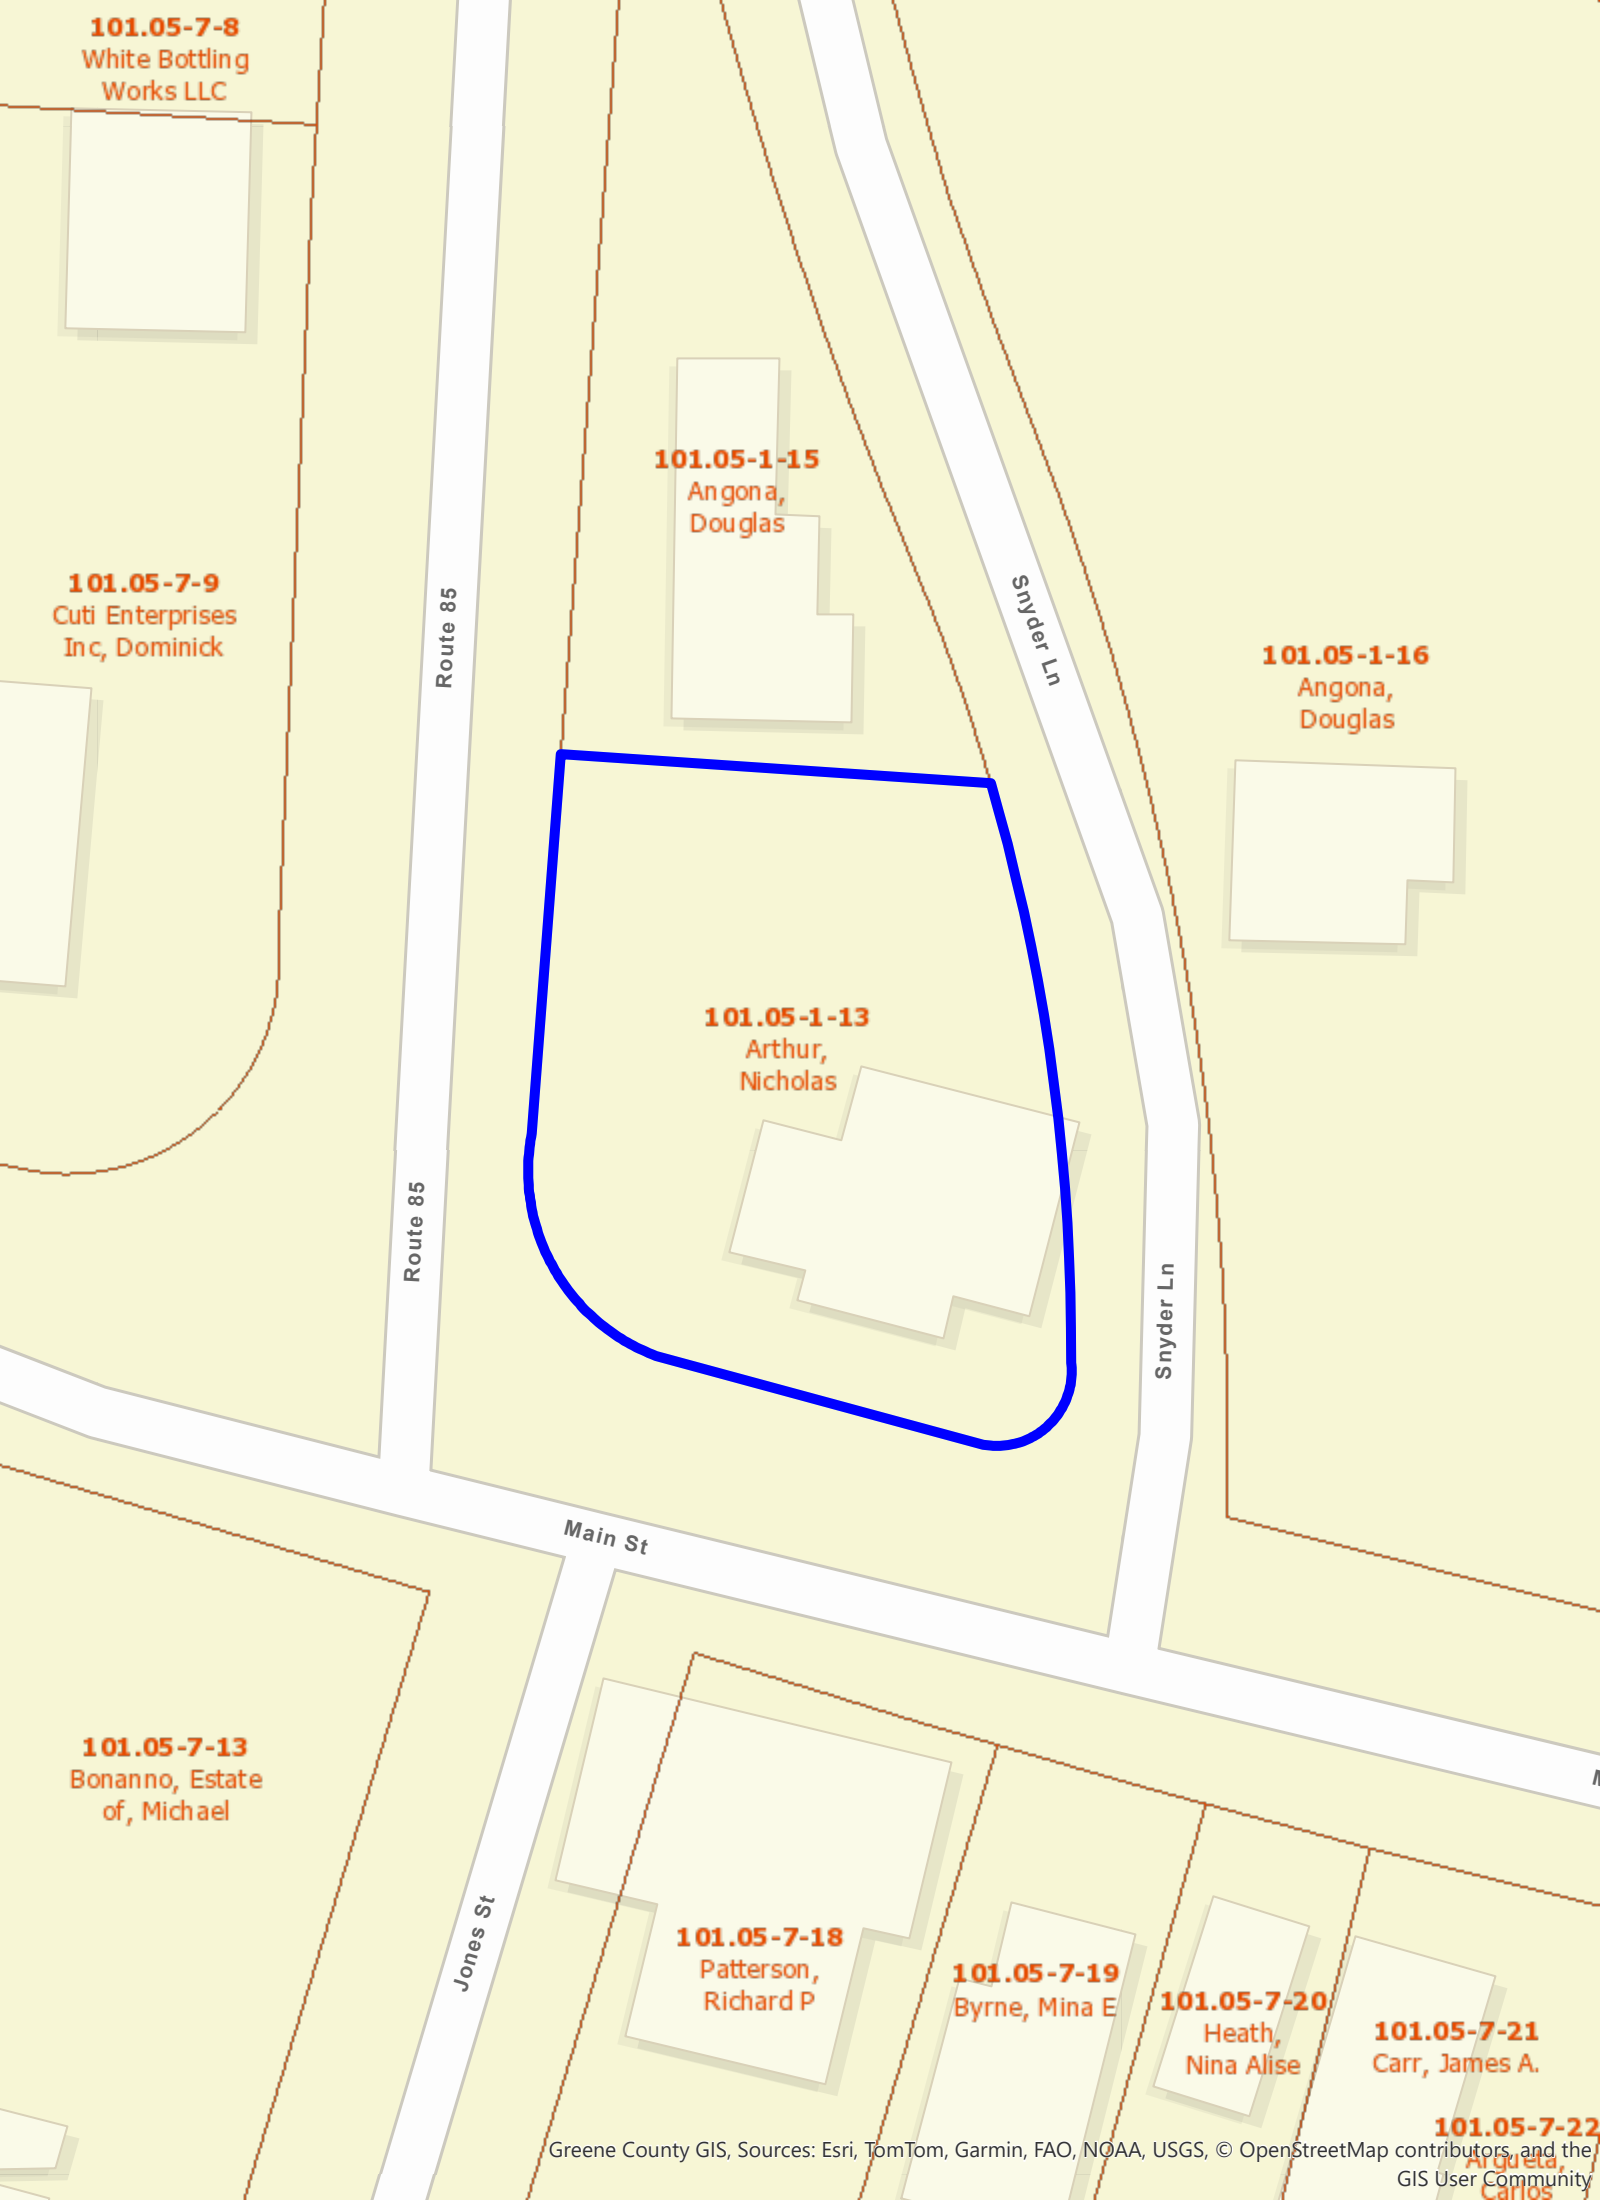 101.05-7-8
White Bottling
Works LLC
101.05-1-15
Angona,
Douglas
101.05-7-9
Cuti Enterprises
Inc, Dominick
Route 85
Snyder Ln
101.05-1-16
Angona,
Douglas
101.05-1-13
Arthur,
Nicholas
Route 85
Snyder Ln
Main St
101.05-7-13
Bonanno, Estate
of, Michael
Jones St
101.05-7-18
Patterson,
Richard P
101.05-7-19
Byrne, Mina E
101.05-7-20
Heath,
Nina Alise
101.05-7-21
Carr, James A.
101.05-7-22
Argueta,
Carlos
Greene County GIS, Sources: Esri, TomTom, Garmin, FAO, NOAA, USGS, © OpenStreetMap contributors, and the
GIS User Community